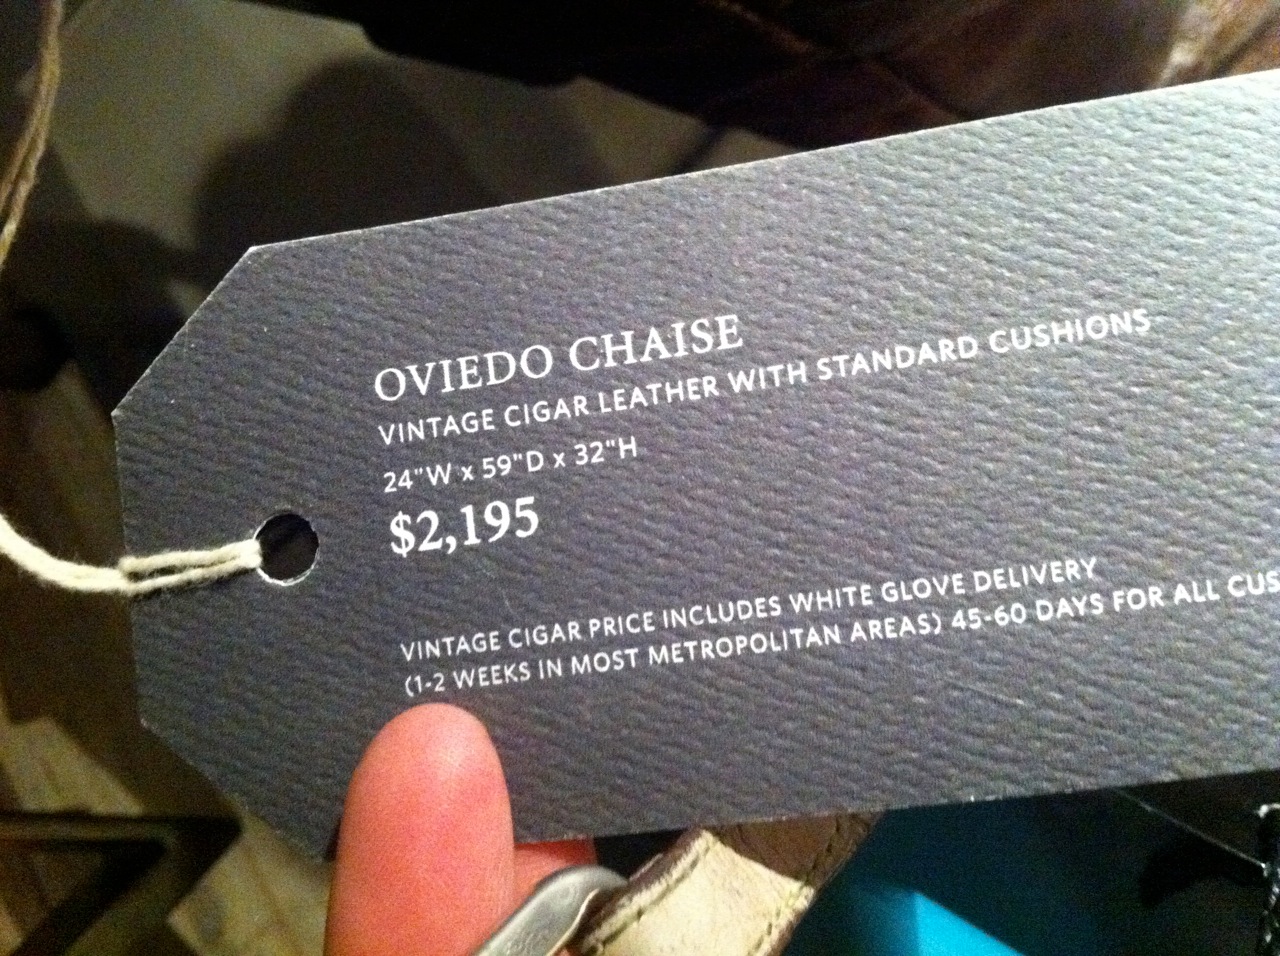 OVIEDO CHAISE
VINTAGE CIGAR LEATHER WITH STANDARD CUSHIONS
24"W x 59"D x 32"H
$2,195
VINTAGE CIGAR PRICE INCLUDES WHITE GLOVE DELIVERY
(1-2 WEEKS IN MOST METROPOLITAN AREAS) 45-60 DAYS FOR ALL CUS